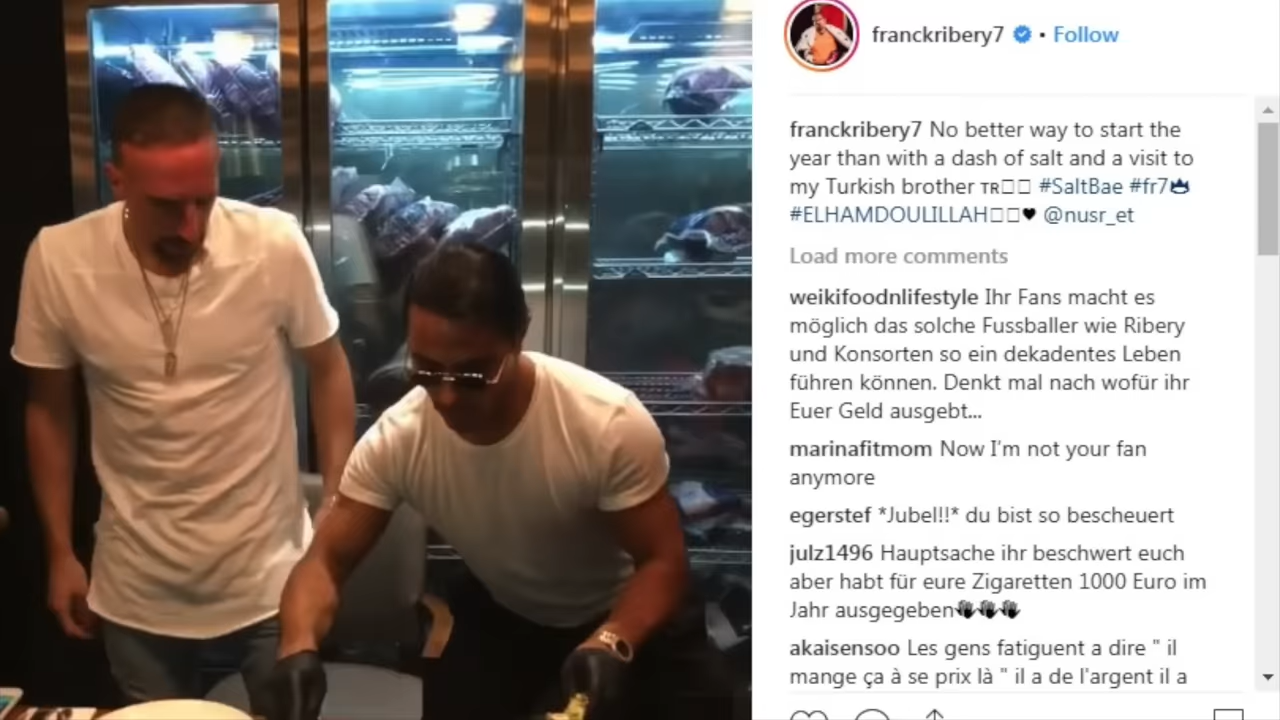 franckribery7 • Follow
franckribery7 No better way to start the
year than with a dash of salt and a visit to
my Turkish brother TR #SaltBae #fr7
#ELHAMDOULILLAH♥ @nusr_et
Load more comments
weikifoodnlifestyle Ihr Fans macht es
möglich das solche Fussballer wie Ribery
und Konsorten so ein dekadentes Leben
führen können. Denkt mal nach wofür ihr
Euer Geld ausgebt...
marinafitmom Now I'm not your fan
anymore
egerstef *Jubel!!* du bist so bescheuert
julz1496 Hauptsache ihr beschwert euch
aber habt für eure Zigaretten 1000 Euro im
Jahr ausgegeben
akaisensoo Les gens fatiguent a dire " il
mange ça à se prix là " il a de l'argent il a